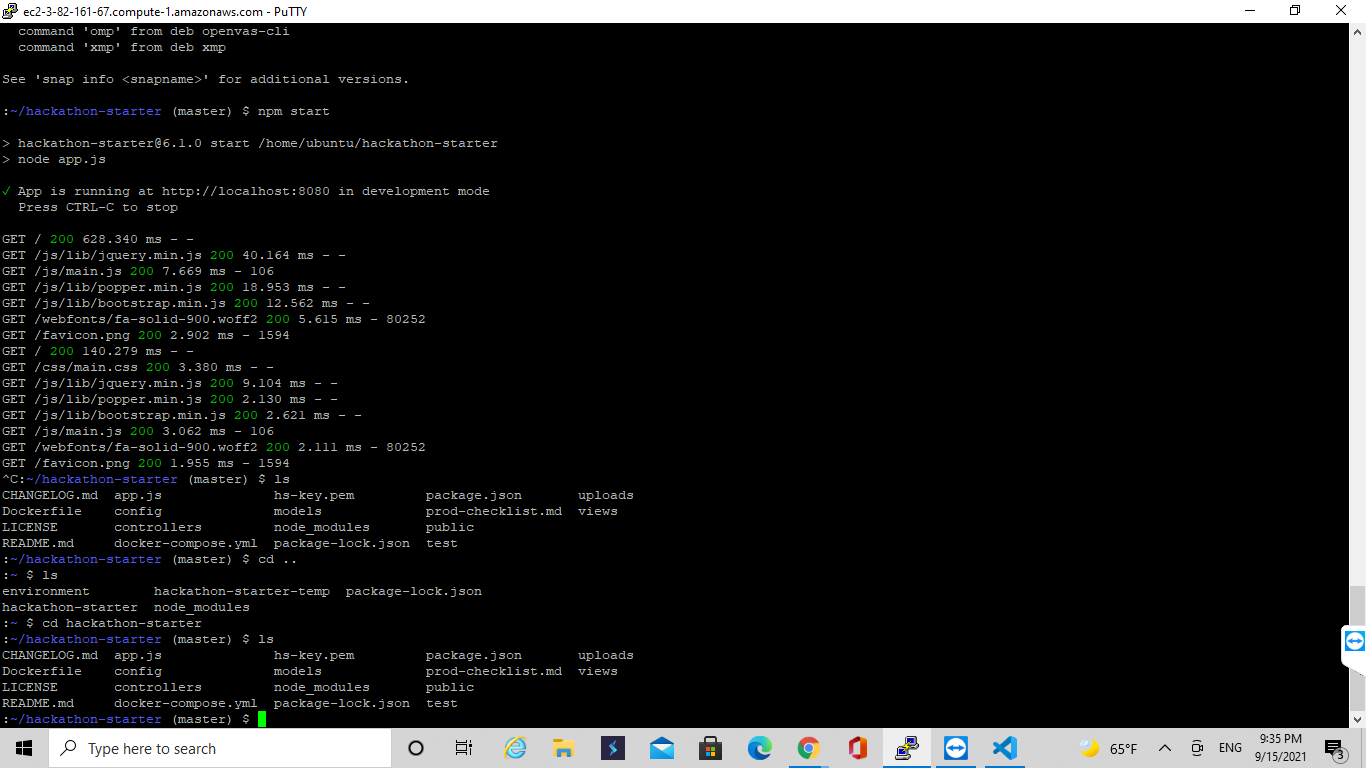 ec2-3-82-161-67.compute-1.amazonaws.com - PuTTY
command 'omp' from deb openvas-cli
command 'xmp' from deb xmp
See 'snap info <snapname>' for additional versions.
:~/hackathon-starter (master) $ npm start
> hackathon-starter@6.1.0 start /home/ubuntu/hackathon-starter
> node app.js
✓ App is running at http://localhost:8080 in development mode
Press CTRL-C to stop
GET / 200 628.340 ms - -
GET /js/lib/jquery.min.js 200 40.164 ms - -
GET /js/main.js 200 7.669 ms - 106
GET /js/lib/popper.min.js 200 18.953 ms - -
GET /js/lib/bootstrap.min.js 200 12.562 ms - -
GET /webfonts/fa-solid-900.woff2 200 5.615 ms - 80252
GET /favicon.png 200 2.902 ms - 1594
GET / 200 140.279 ms - -
GET /css/main.css 200 3.380 ms - -
GET /js/lib/jquery.min.js 200 9.104 ms - -
GET /js/lib/popper.min.js 200 2.130 ms - -
GET /js/lib/bootstrap.min.js 200 2.621 ms - -
GET /js/main.js 200 3.062 ms - 106
GET /webfonts/fa-solid-900.woff2 200 2.111 ms - 80252
GET /favicon.png 200 1.955 ms - 1594
^C:~/hackathon-starter (master) $ ls
CHANGELOG.md app.js hs-key.pem package.json uploads
Dockerfile config models prod-checklist.md views
LICENSE controllers node_modules public
README.md docker-compose.yml package-lock.json test
:~/hackathon-starter (master) $ cd ..
:~ $ ls
environment hackathon-starter-temp package-lock.json
hackathon-starter node_modules
:~ $ cd hackathon-starter
:~/hackathon-starter (master) $ ls
CHANGELOG.md app.js hs-key.pem package.json uploads
Dockerfile config models prod-checklist.md views
LICENSE controllers node_modules public
README.md docker-compose.yml package-lock.json test
:~/hackathon-starter (master) $
Type here to search
65°F
ENG
9:35 PM
9/15/2021
3